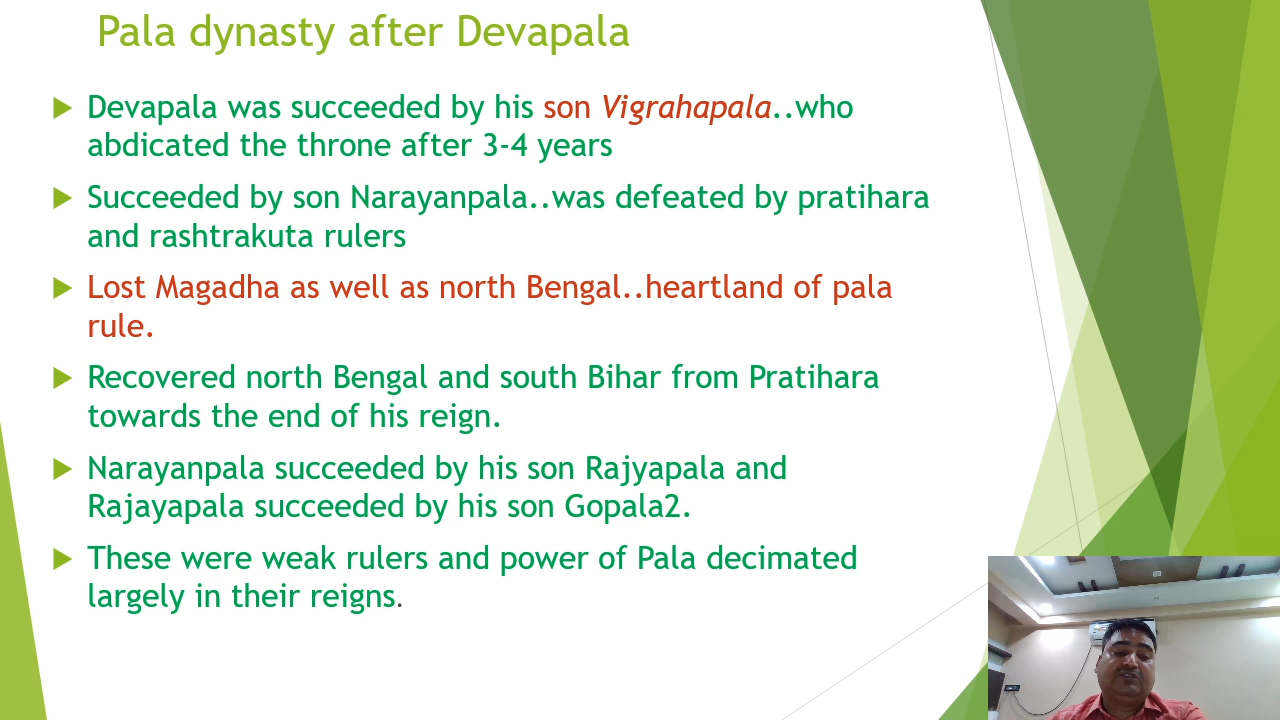 Pala dynasty after Devapala
Devapala was succeeded by his son Vigrahapala..who
abdicated the throne after 3-4 years
Succeeded by son Narayanpala..was defeated by pratihara
and rashtrakuta rulers
Lost Magadha as well as north Bengal..heartland of pala
rule.
Recovered north Bengal and south Bihar from Pratihara
towards the end of his reign.
Narayanpala succeeded by his son Rajyapala and
Rajayapala succeeded by his son Gopala2.
These were weak rulers and power of Pala decimated
largely in their reigns.